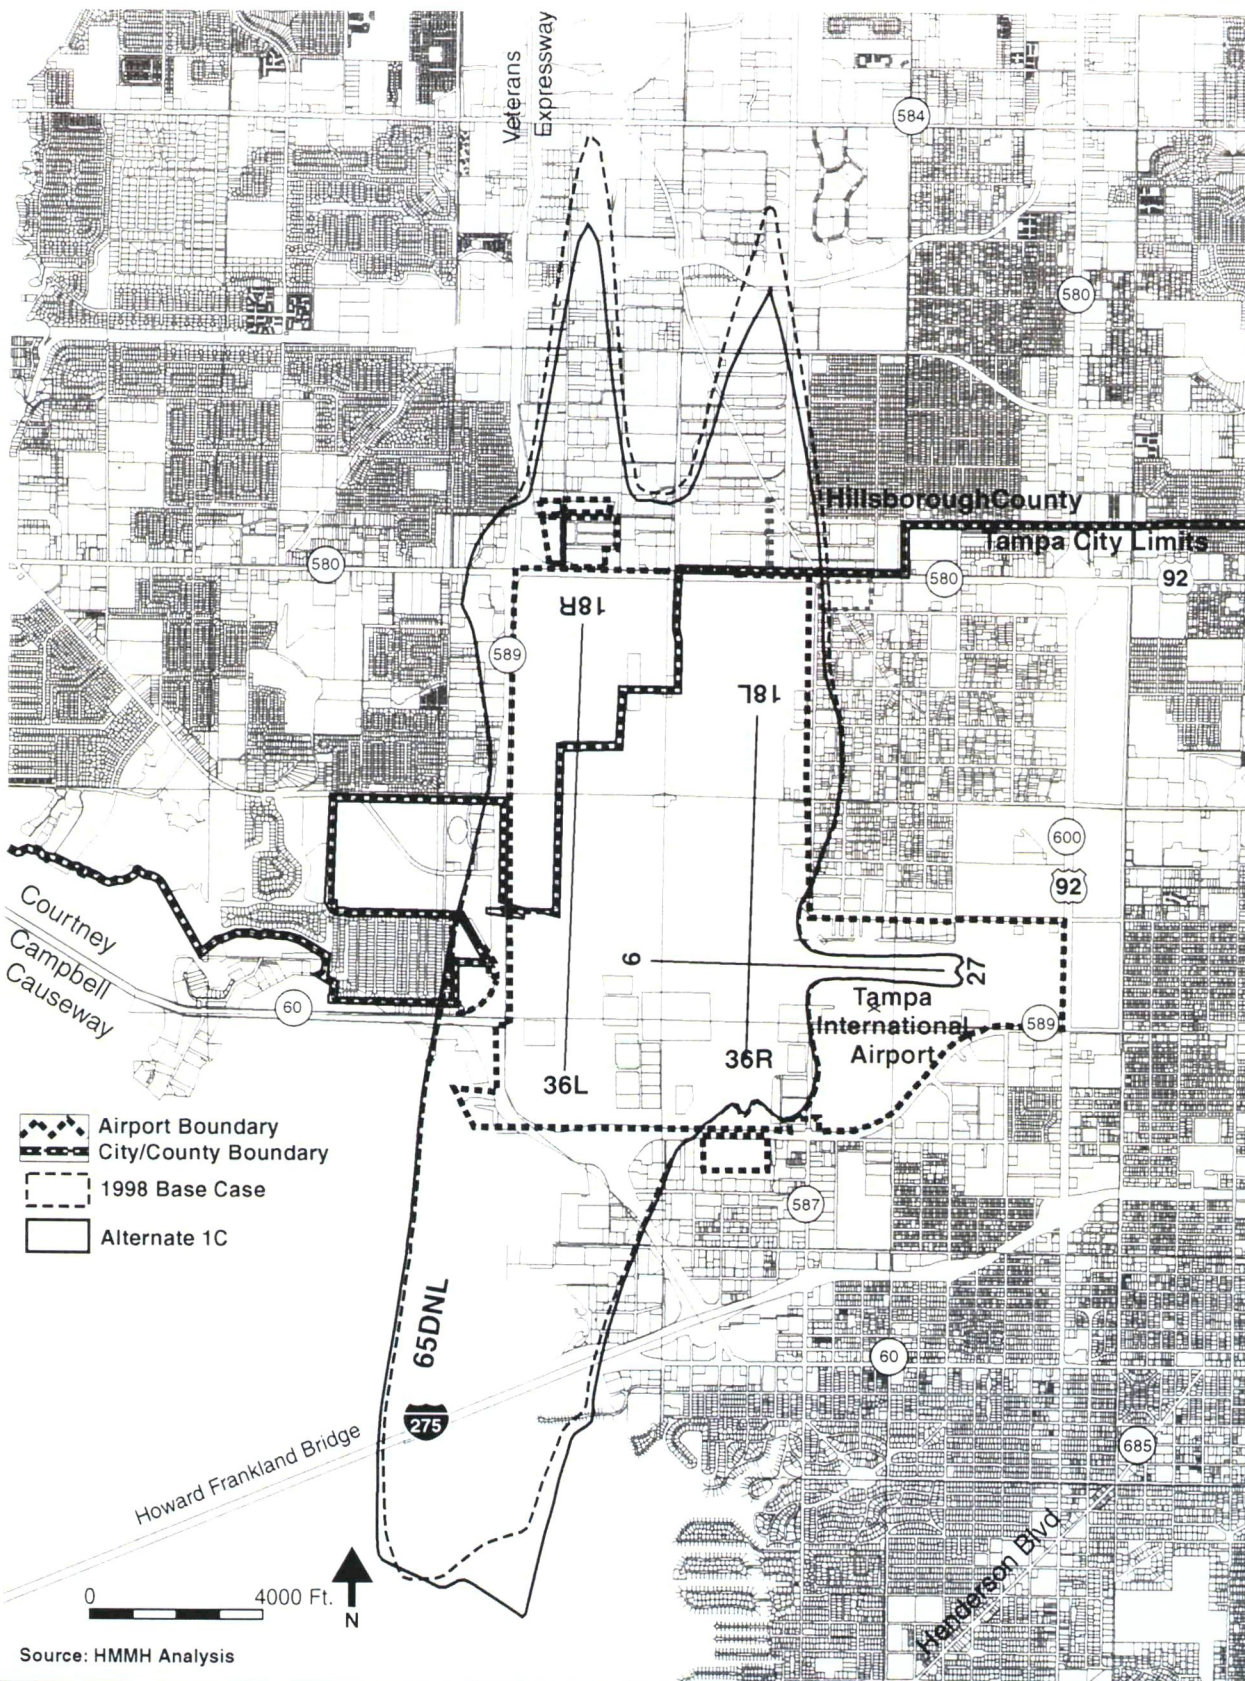 Veterans
Expressway
584
580
HillsboroughCounty
Tampa City Limits
580
580
92
18R
589
18L
600
92
Courtney
Campbell
Causeway
60
6
27
Tampa
International
Airport
589
36R
36L
Airport Boundary
City/County Boundary
1998 Base Case
Alternate 1C
587
65DNL
60
275
Howard Frankland Bridge
685
Henderson Blvd
0 4000 Ft.
N
Source: HMMH Analysis